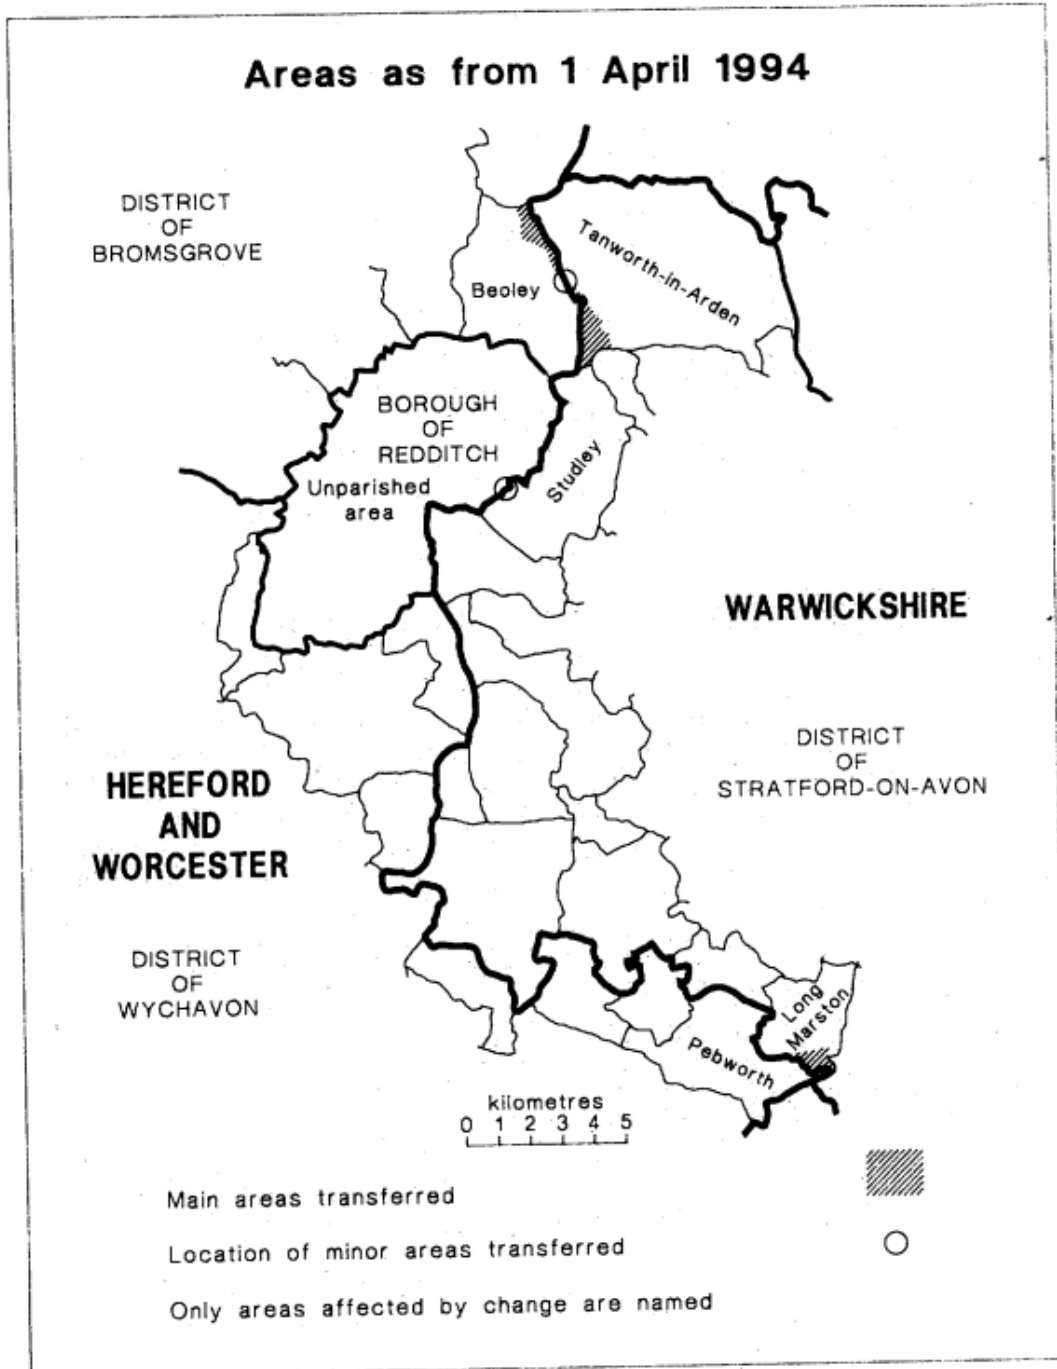 Areas as from 1 April 1994
DISTRICT
OF
BROMSGROVE
Tanworth-in-Arden
Beoley
BOROUGH
OF
REDDITCH
Unparished
area
Studley
WARWICKSHIRE
HEREFORD
AND
WORCESTER
DISTRICT
OF
STRATFORD-ON-AVON
DISTRICT
OF
WYCHAVON
Long
Marston
Pebworth
kilometres
0 1 2 3 4 5
Main areas transferred
Location of minor areas transferred
Only areas affected by change are named